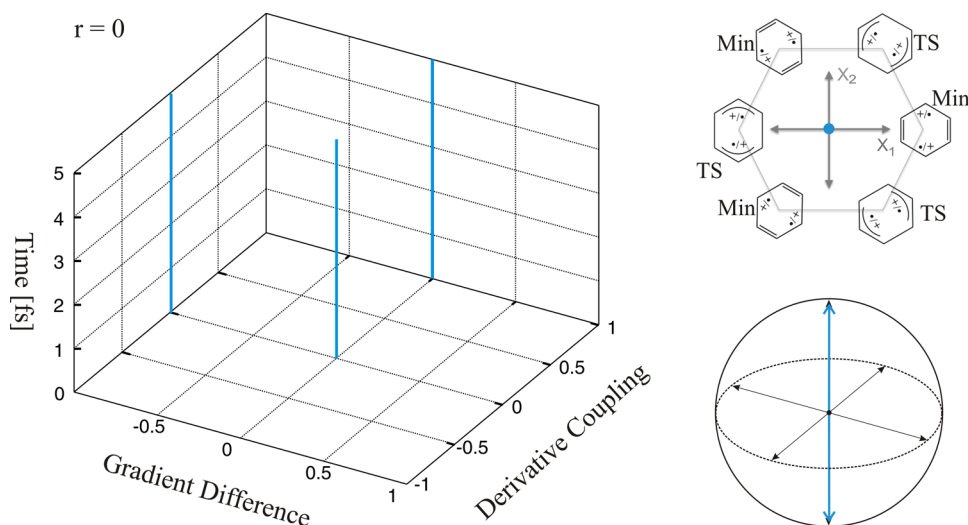 r = 0
5
4
3
2
1
0
Time [fs]
-0.5
0
0.5
1
Gradient Difference
-1
-0.5
0
0.5
1
Derivative Coupling
Min
TS
+/•
•/+
+/•
•/+
X₂
Min
+/•
•/+
+/•
•/+
X₁
TS
Min
TS
+/•
•/+
+/•
•/+